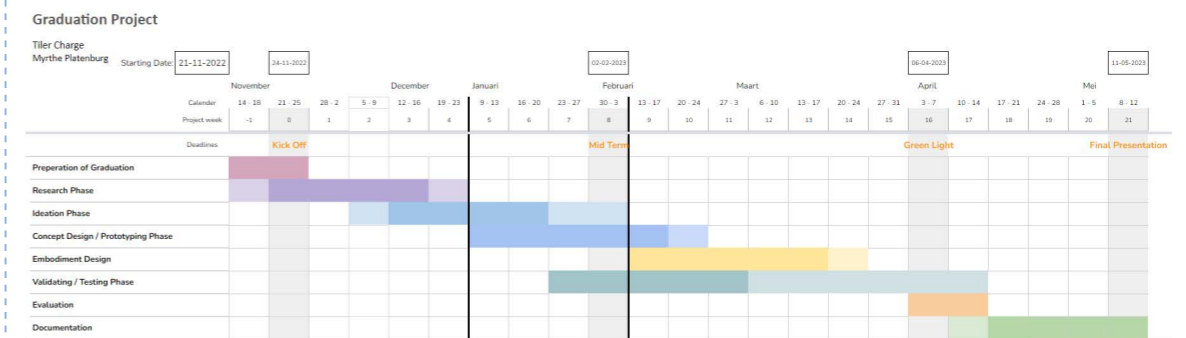 Graduation Project
Tiler Charge
Myrthe Platenburg
Starting Date: 21-11-2022 24-11-2022 02-02-2023 06-04-2023 11-05-2023
November December Januari Februari Maart April Mei
Calender 14 - 18 21 - 25 28 - 2 5 - 9 12 - 16 19 - 23 9 - 13 16 - 20 23 - 27 30 - 3 13 - 17 20 - 24 27 - 3 6 - 10 13 - 17 20 - 24 27 - 31 3 - 7 10 - 14 17 - 21 24 - 28 1 - 5 8 - 12
Project week -1 0 1 2 3 4 5 6 7 8 9 10 11 12 13 14 15 16 17 18 19 20 21
Deadlines Kick Off Mid Term Green Light Final Presentation
Preperation of Graduation
Research Phase
Ideation Phase
Concept Design / Prototyping Phase
Embodiment Design
Validating / Testing Phase
Evaluation
Documentation